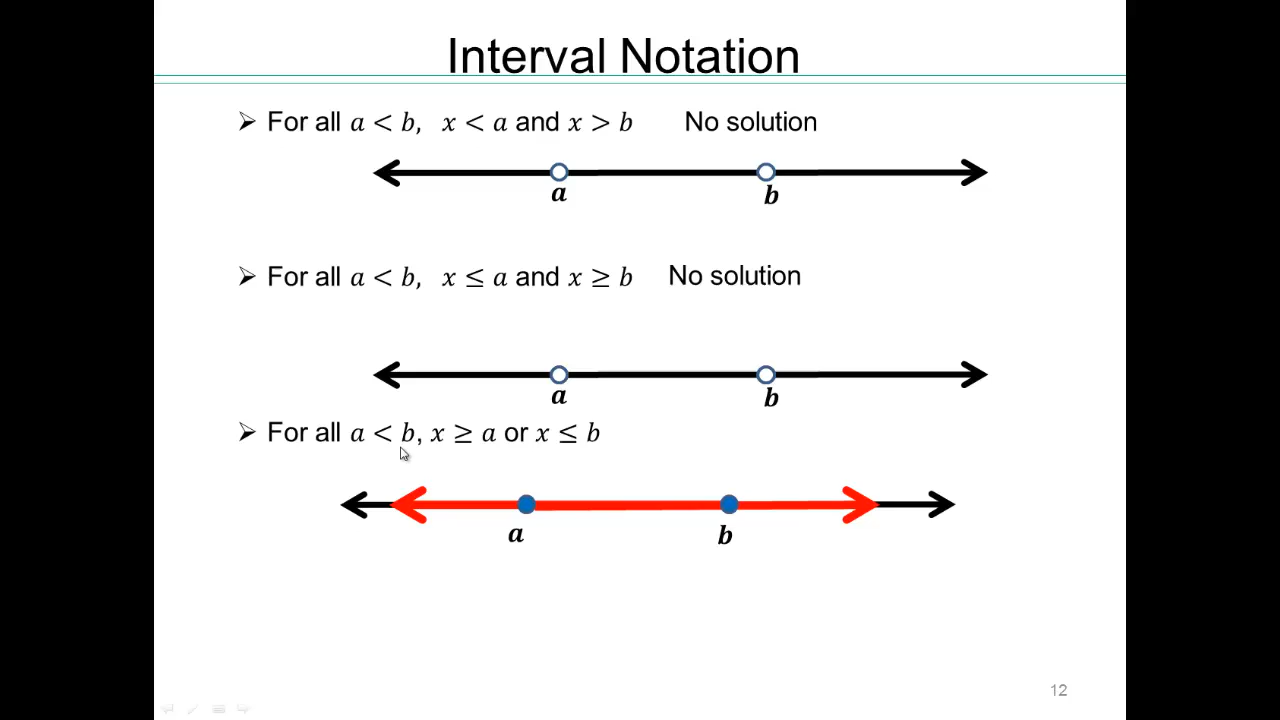 Interval Notation
➢ For all 𝑎 < 𝑏, 𝑥 < 𝑎 and 𝑥 > 𝑏 No solution
𝒂 𝒃
➢ For all 𝑎 < 𝑏, 𝑥 ≤ 𝑎 and 𝑥 ≥ 𝑏 No solution
𝒂 𝒃
➢ For all 𝑎 < 𝑏, 𝑥 ≥ 𝑎 or 𝑥 ≤ 𝑏
𝒂 𝒃
12